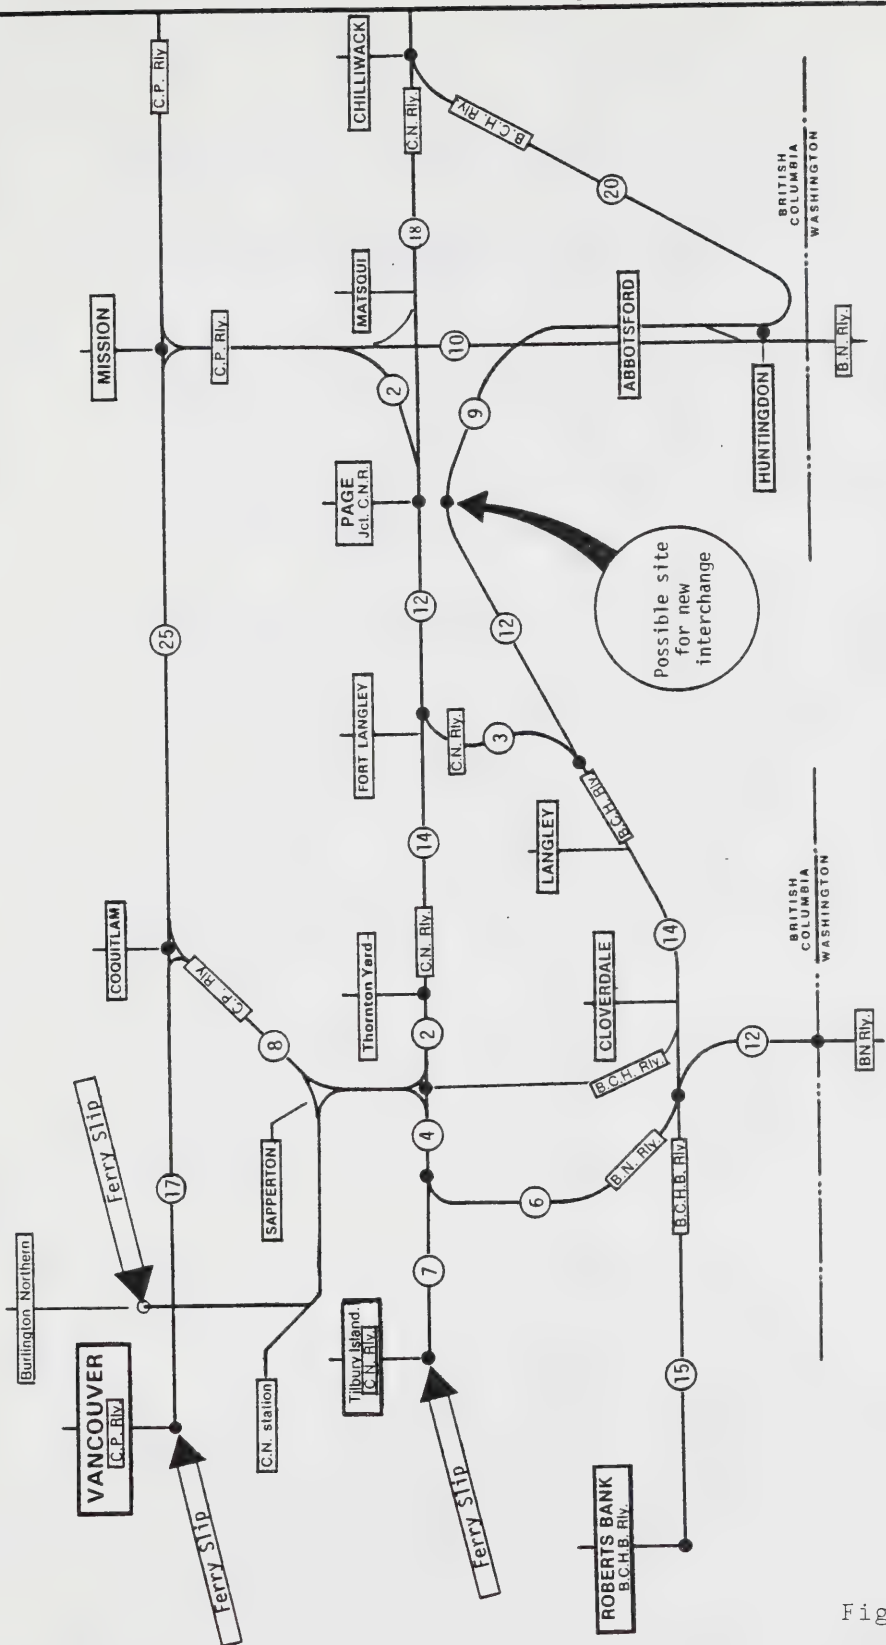 Burlington Northern
VANCOUVER
C.P. Rly.
Ferry Slip
Ferry Slip
17
COQUITLAM
C.P. Rly.
8
SAPPERTON
C.N. station
25
MISSION
C.P. Rly.
C.P. Rly.
Tilbury Island.
C.N. Rly.
Ferry Slip
7
4
2
Thornton Yard
C.N. Rly.
14
FORT LANGLEY
C.N. Rly.
3
12
PAGE
Jct. C.N.R.
2
MATSQUI
10
18
C.N. Rly.
CHILLIWACK
B.C.H. Rly.
20
ROBERTS BANK
B.C.H.B. Rly.
15
B.C.H.B. Rly.
6
B.N. Rly.
B.C.H. Rly.
CLOVERDALE
14
LANGLEY
B.C.H. Rly.
12
9
Possible site
for new
interchange
ABBOTSFORD
HUNTINGDON
B.N. Rly.
12
BN Rly.
BRITISH
COLUMBIA
WASHINGTON
BRITISH
COLUMBIA
WASHINGTON
Fig